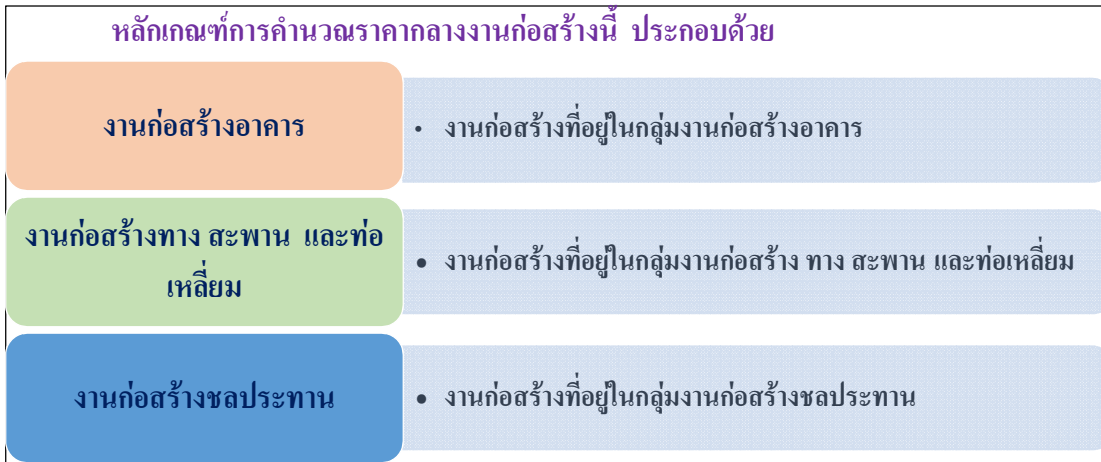 หลักเกณฑ์การคำนวณราคากลางงานก่อสร้างนี้ ประกอบด้วย
งานก่อสร้างอาคาร
• งานก่อสร้างที่อยู่ในกลุ่มงานก่อสร้างอาคาร
งานก่อสร้างทาง สะพาน และท่อ
เหลี่ยม
• งานก่อสร้างที่อยู่ในกลุ่มงานก่อสร้าง ทาง สะพาน และท่อเหลี่ยม
งานก่อสร้างชลประทาน
• งานก่อสร้างที่อยู่ในกลุ่มงานก่อสร้างชลประทาน